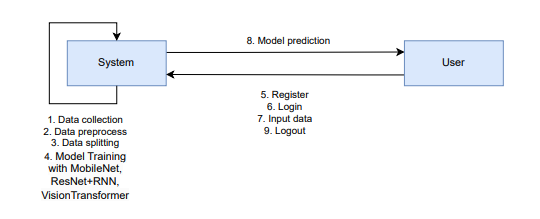 8. Model prediction
System
User
5. Register
6. Login
7. Input data
9. Logout
1. Data collection
2. Data preprocess
3. Data splitting
4. Model Training
with MobileNet,
ResNet+RNN,
VisionTransformer